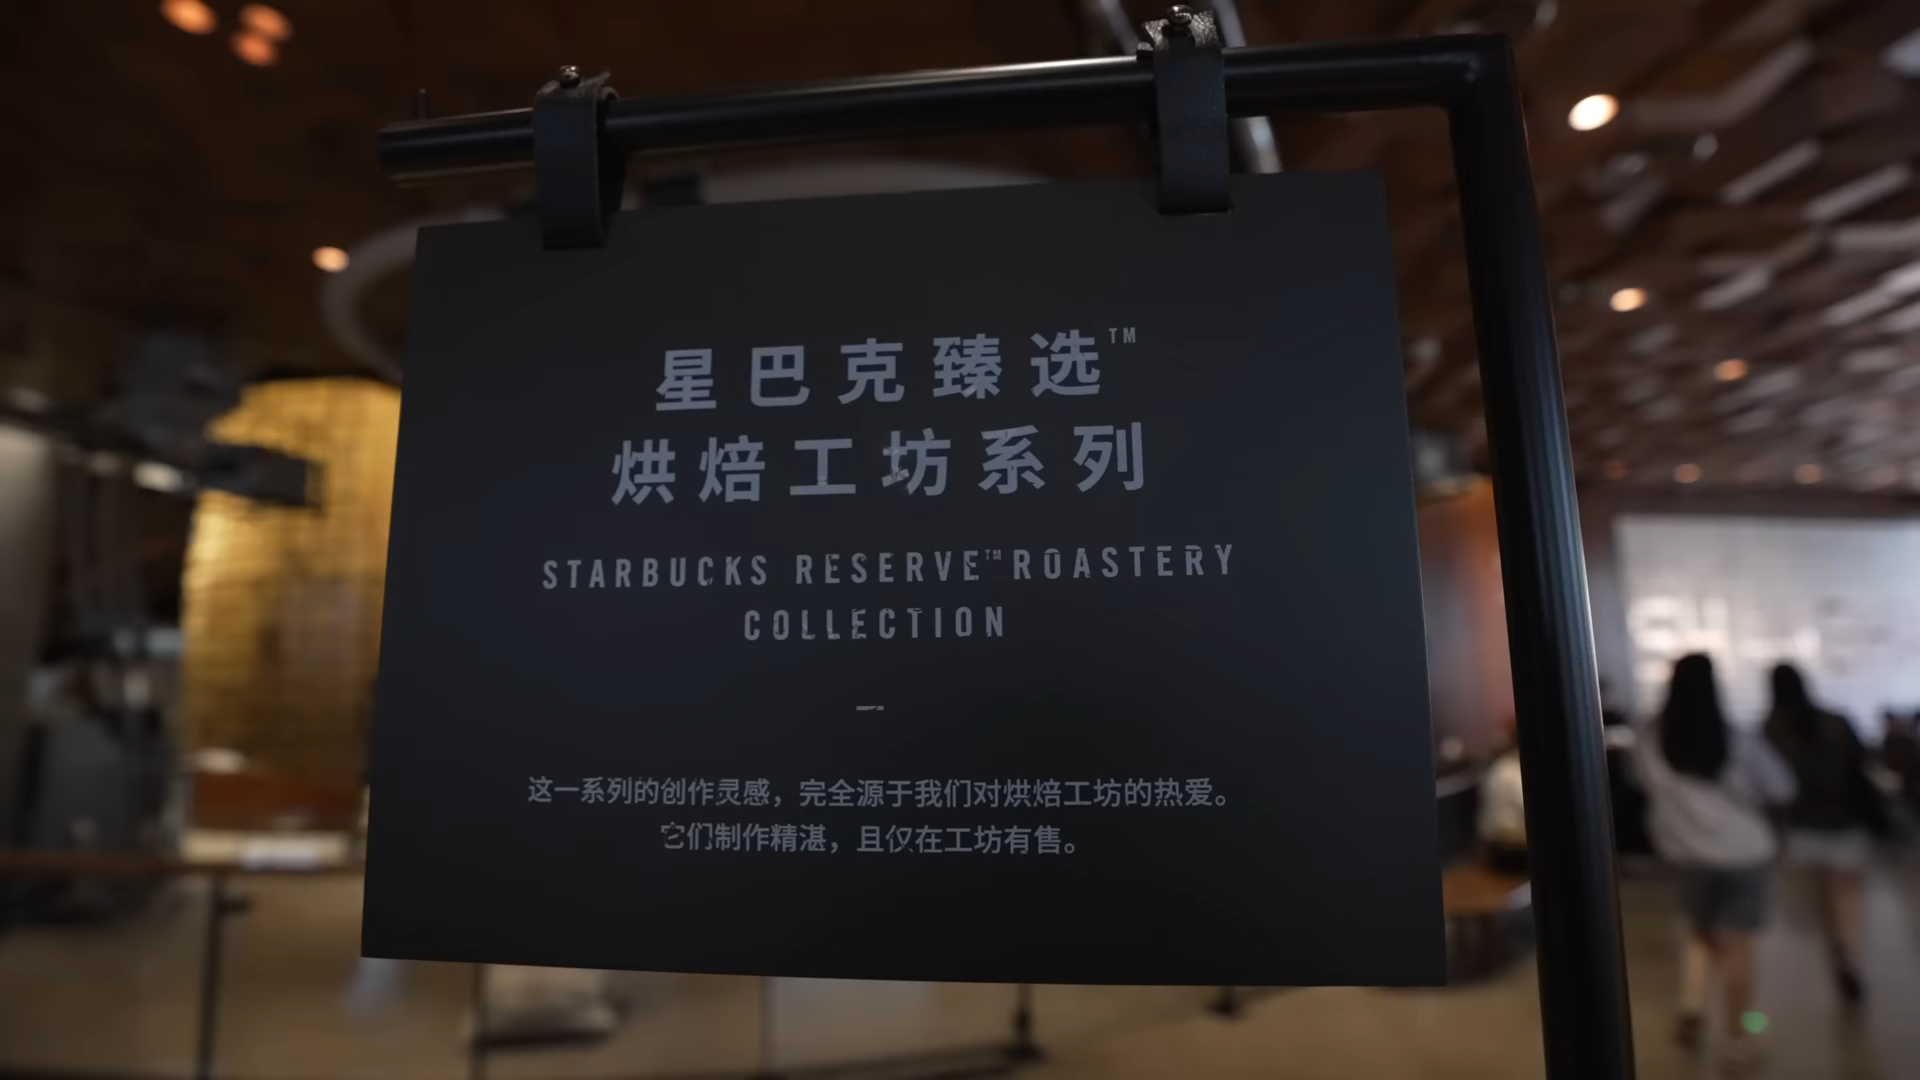 星巴克臻选™
烘焙工坊系列
STARBUCKS RESERVE™ ROASTERY
COLLECTION
这一系列的创作灵感，完全源于我们对烘焙工坊的热爱。
它们制作精湛，且仅在工坊有售。